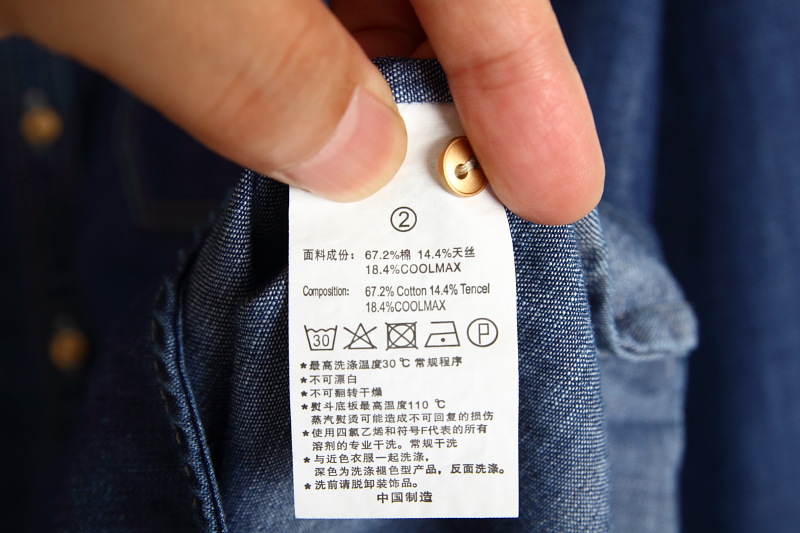 ②
面料成份： 67.2%棉 14.4%天丝
18.4%COOLMAX
Composition: 67.2% Cotton 14.4% Tencel
18.4%COOLMAX
30 P
*最高洗涤温度30℃ 常规程序
*不可漂白
*不可翻转干燥
*熨斗底板最高温度110 ℃
蒸汽熨烫可能造成不可回复的损伤
*使用四氯乙烯和符号F代表的所有
溶剂的专业干洗。常规干洗
*与近色衣服一起洗涤,
深色为洗涤褪色型产品，反面洗涤。
*洗前请脱卸装饰品。
中国制造